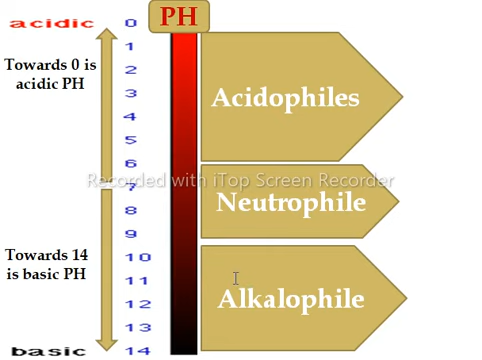 PH
acidic 0
1
Towards 0 is
acidic PH
2
3
4
5
6
7
8
9
Towards 14
is basic PH
10
11
12
13
basic 14
Acidophiles
Recorded with iTop Screen Recorder
Neutrophile
Alkalophile